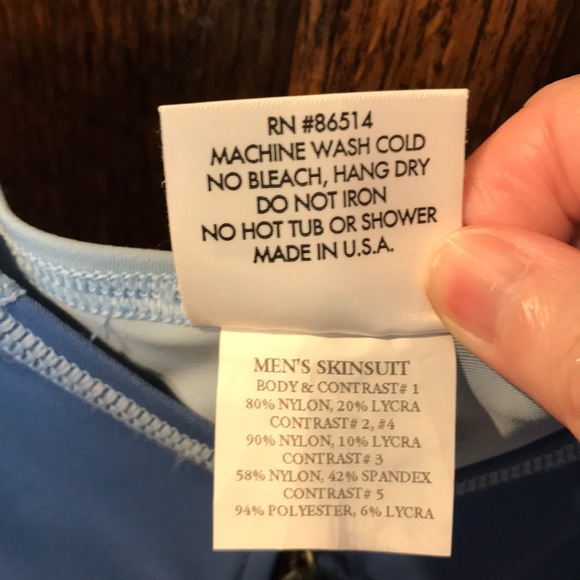 RN #86514
MACHINE WASH COLD
NO BLEACH, HANG DRY
DO NOT IRON
NO HOT TUB OR SHOWER
MADE IN U.S.A.
MEN'S SKINSUIT
BODY & CONTRAST# 1
80% NYLON, 20% LYCRA
CONTRAST# 2, #4
90% NYLON, 10% LYCRA
CONTRAST# 3
58% NYLON, 42% SPANDEX
CONTRAST# 5
94% POLYESTER, 6% LYCRA